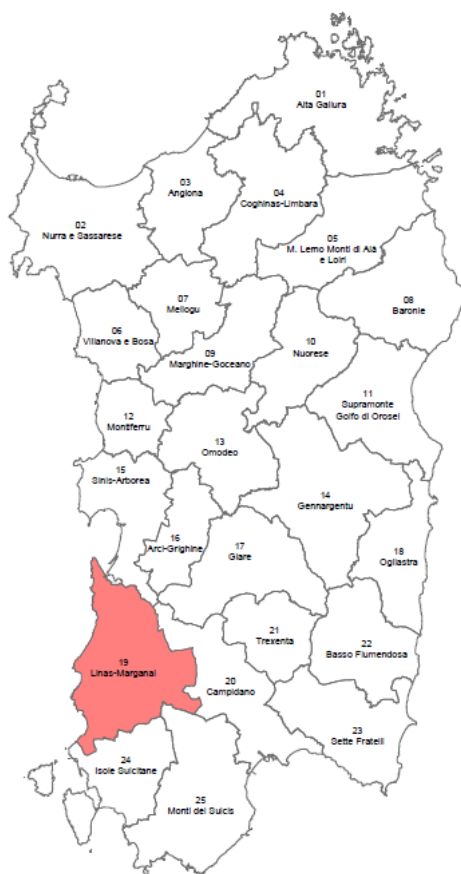 01
Alta Gallura
03
Anglona
04
Coghinas-Limbara
02
Nurra e Sassarese
05
M. Lerno Monti di Alà
e Loiri
07
Mejlogu
08
Baronie
06
Villanova e Bosa
09
Marghine-Goceano
10
Nuorese
11
Supramonte
Golfo di Orosei
12
Montiferru
13
Omodeo
15
Sinis-Arborea
14
Gennargentu
16
Arci-Grighine
17
Giare
18
Ogliastra
21
Trexenta
22
Basso Flumendosa
19
Linas-Marganai
20
Campidano
23
Sette Fratelli
24
Isole Sulcitane
25
Monti del Sulcis